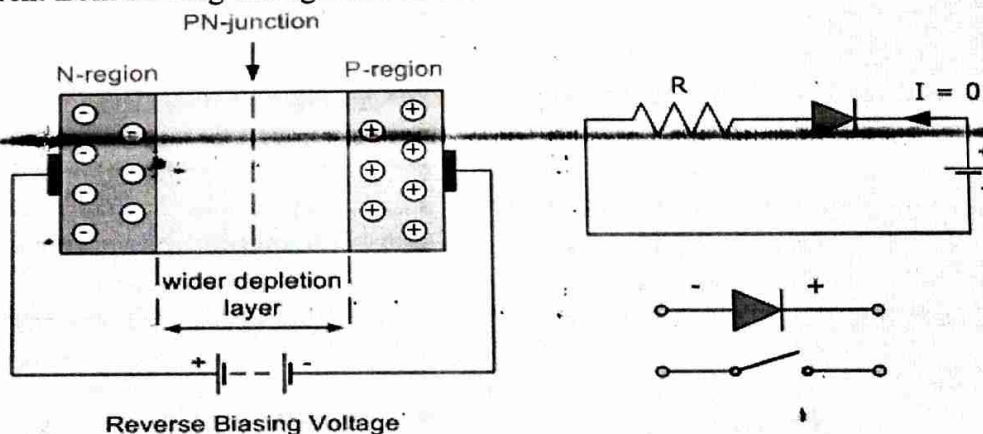 PN-junction
N-region
P-region
R
I = 0
wider depletion
layer
+ -
Reverse Biasing Voltage
+
-
- +